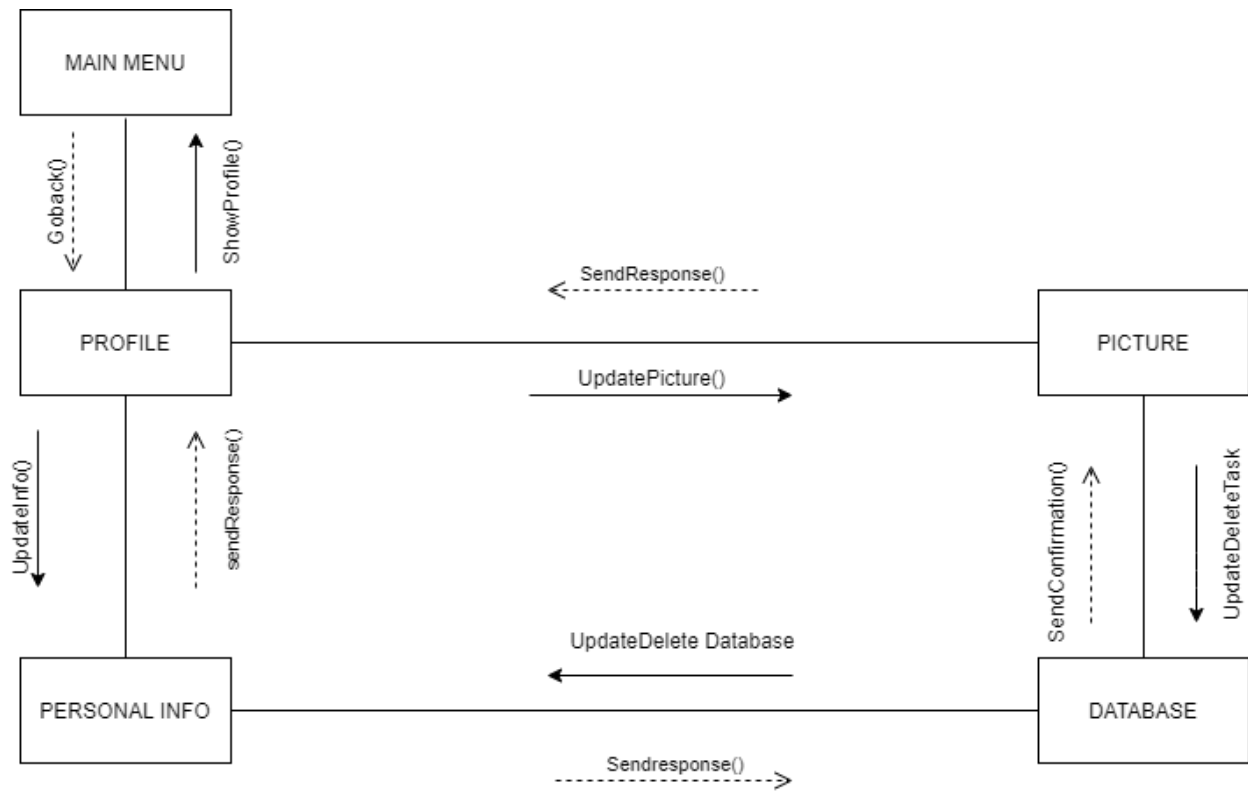 MAIN MENU
Goback()
ShowProfile()
SendResponse()
PROFILE
PICTURE
UpdatePicture()
UpdateInfo()
sendResponse()
SendConfirmation()
UpdateDeleteTask
UpdateDelete Database
PERSONAL INFO
DATABASE
Sendresponse()